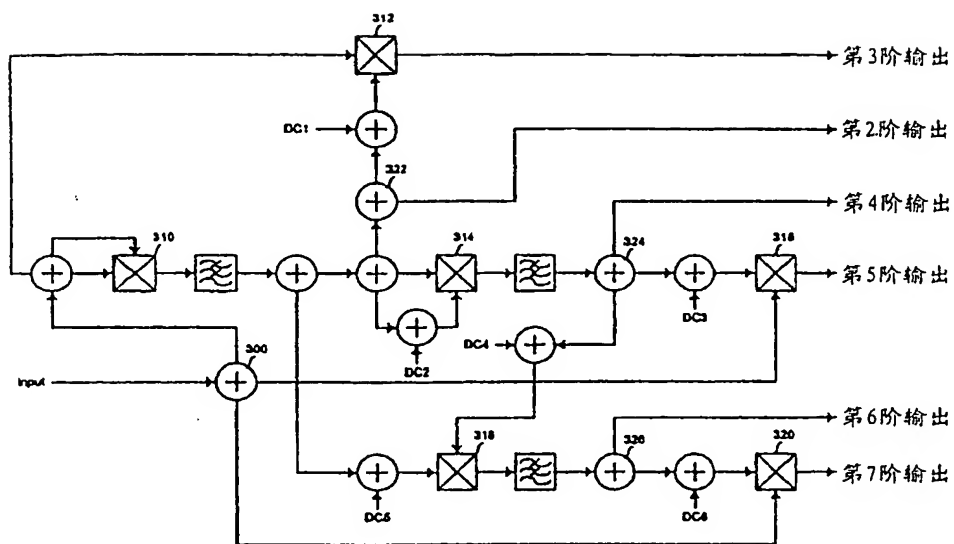 312
第3阶输出
DC1
第2阶输出
322
第4阶输出
310
314
324
316
第5阶输出
DC3
DC4
DC2
300
Input
第6阶输出
318
326
320
第7阶输出
DC5
DC6